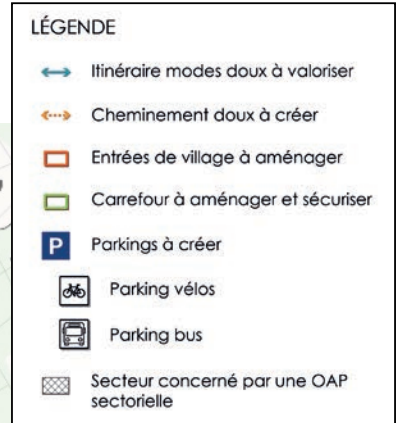 LÉGENDE
Itinéraire modes doux à valoriser
Cheminement doux à créer
Entrées de village à aménager
Carrefour à aménager et sécuriser
P Parkings à créer
Parking vélos
Parking bus
Secteur concerné par une OAP
sectorielle